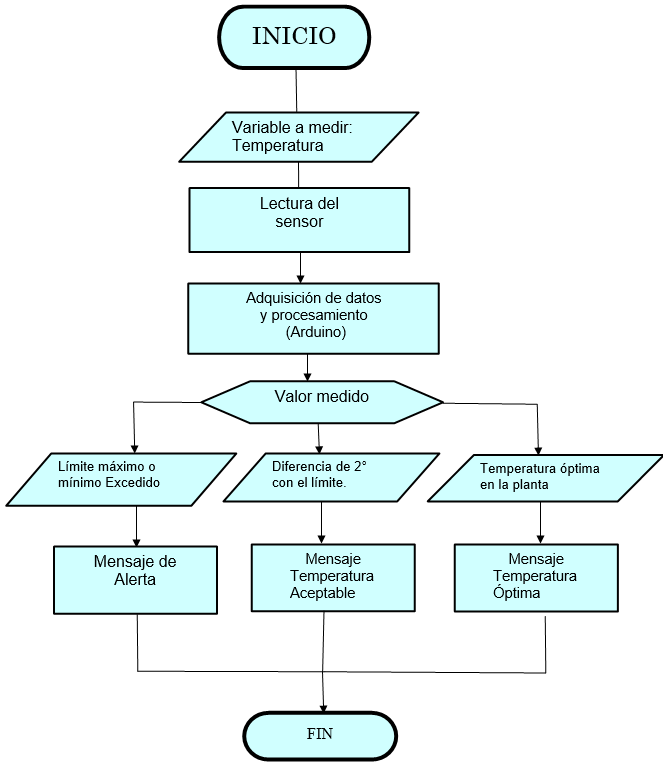 INICIO
Variable a medir:
Temperatura
Lectura del
sensor
Adquisición de datos
y procesamiento
(Arduino)
Valor medido
Límite máximo o
mínimo Excedido
Diferencia de 2°
con el límite.
Temperatura óptima
en la planta
Mensaje de
Alerta
Mensaje
Temperatura
Aceptable
Mensaje
Temperatura
Óptima
FIN